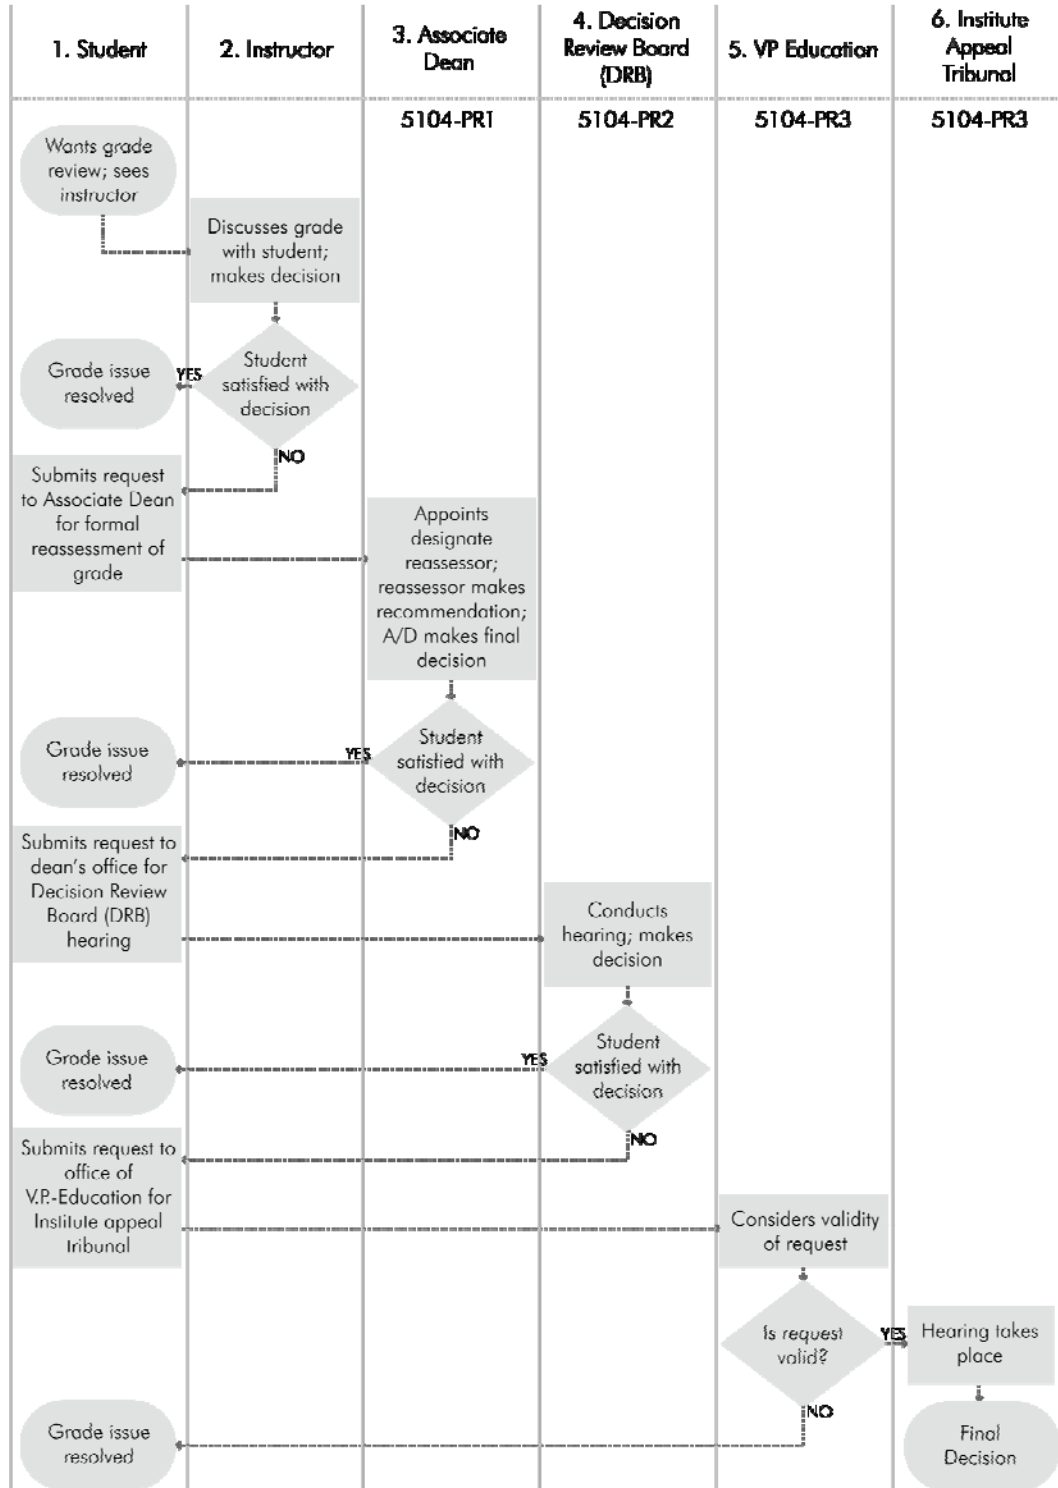 1. Student
2. Instructor
3. Associate
Dean
4. Decision
Review Board
(DRB)
5. VP Education
6. Institute
Appeal
Tribunal
5104-PR1
5104-PR2
5104-PR3
5104-PR3
Wants grade
review; sees
instructor
Discusses grade
with student;
makes decision
Student
satisfied with
decision
YES
Grade issue
resolved
NO
Submits request
to Associate Dean
for formal
reassessment of
grade
Appoints
designate
reassessor;
reassessor makes
recommendation;
A/D makes final
decision
Student
satisfied with
decision
YES
Grade issue
resolved
NO
Submits request to
dean's office for
Decision Review
Board (DRB)
hearing
Conducts
hearing; makes
decision
Student
satisfied with
decision
YES
Grade issue
resolved
NO
Submits request to
office of
V.P.-Education for
Institute appeal
tribunal
Considers validity
of request
Is request
valid?
YES
Hearing takes
place
NO
Grade issue
resolved
Final
Decision